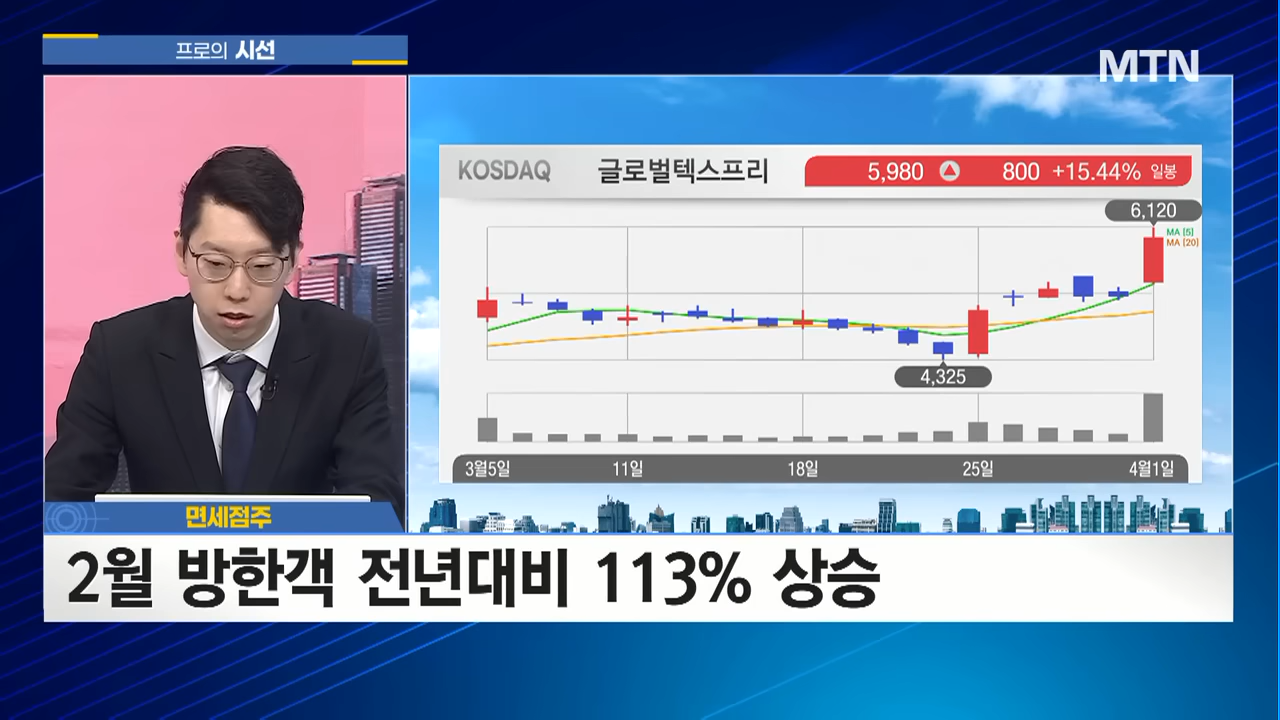 프로의 시선
MTN
KOSDAQ 글로벌텍스프리 5,980 ▲ 800 +15.44% 일봉
6,120
MA [5]
MA [20]
4,325
3월5일 11일 18일 25일 4월1일
면세점주
2월 방한객 전년대비 113% 상승